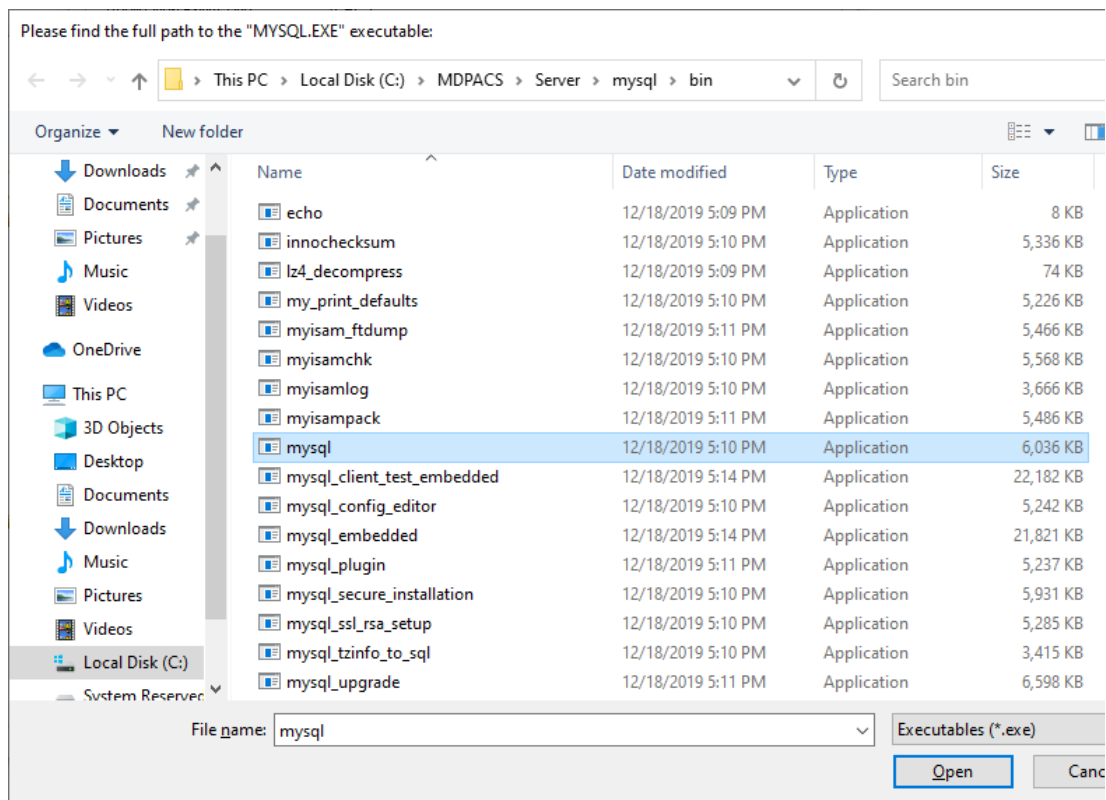 Please find the full path to the "MYSQL.EXE" executable:
This PC > Local Disk (C:) > MDPACS > Server > mysql > bin
Search bin
Organize New folder
Name Date modified Type Size
Downloads
Documents
Pictures
Music
Videos
OneDrive
This PC
3D Objects
Desktop
Documents
Downloads
Music
Pictures
Videos
Local Disk (C:)
System Reserved
echo 12/18/2019 5:09 PM Application 8 KB
innochecksum 12/18/2019 5:10 PM Application 5,336 KB
lz4_decompress 12/18/2019 5:09 PM Application 74 KB
my_print_defaults 12/18/2019 5:10 PM Application 5,226 KB
myisam_ftdump 12/18/2019 5:11 PM Application 5,466 KB
myisamchk 12/18/2019 5:10 PM Application 5,568 KB
myisamlog 12/18/2019 5:10 PM Application 3,666 KB
myisampack 12/18/2019 5:11 PM Application 5,486 KB
mysql 12/18/2019 5:10 PM Application 6,036 KB
mysql_client_test_embedded 12/18/2019 5:14 PM Application 22,182 KB
mysql_config_editor 12/18/2019 5:10 PM Application 5,242 KB
mysql_embedded 12/18/2019 5:14 PM Application 21,821 KB
mysql_plugin 12/18/2019 5:11 PM Application 5,237 KB
mysql_secure_installation 12/18/2019 5:10 PM Application 5,931 KB
mysql_ssl_rsa_setup 12/18/2019 5:10 PM Application 5,285 KB
mysql_tzinfo_to_sql 12/18/2019 5:10 PM Application 3,415 KB
mysql_upgrade 12/18/2019 5:11 PM Application 6,598 KB
File name: mysql Executables (*.exe)
Open Canc